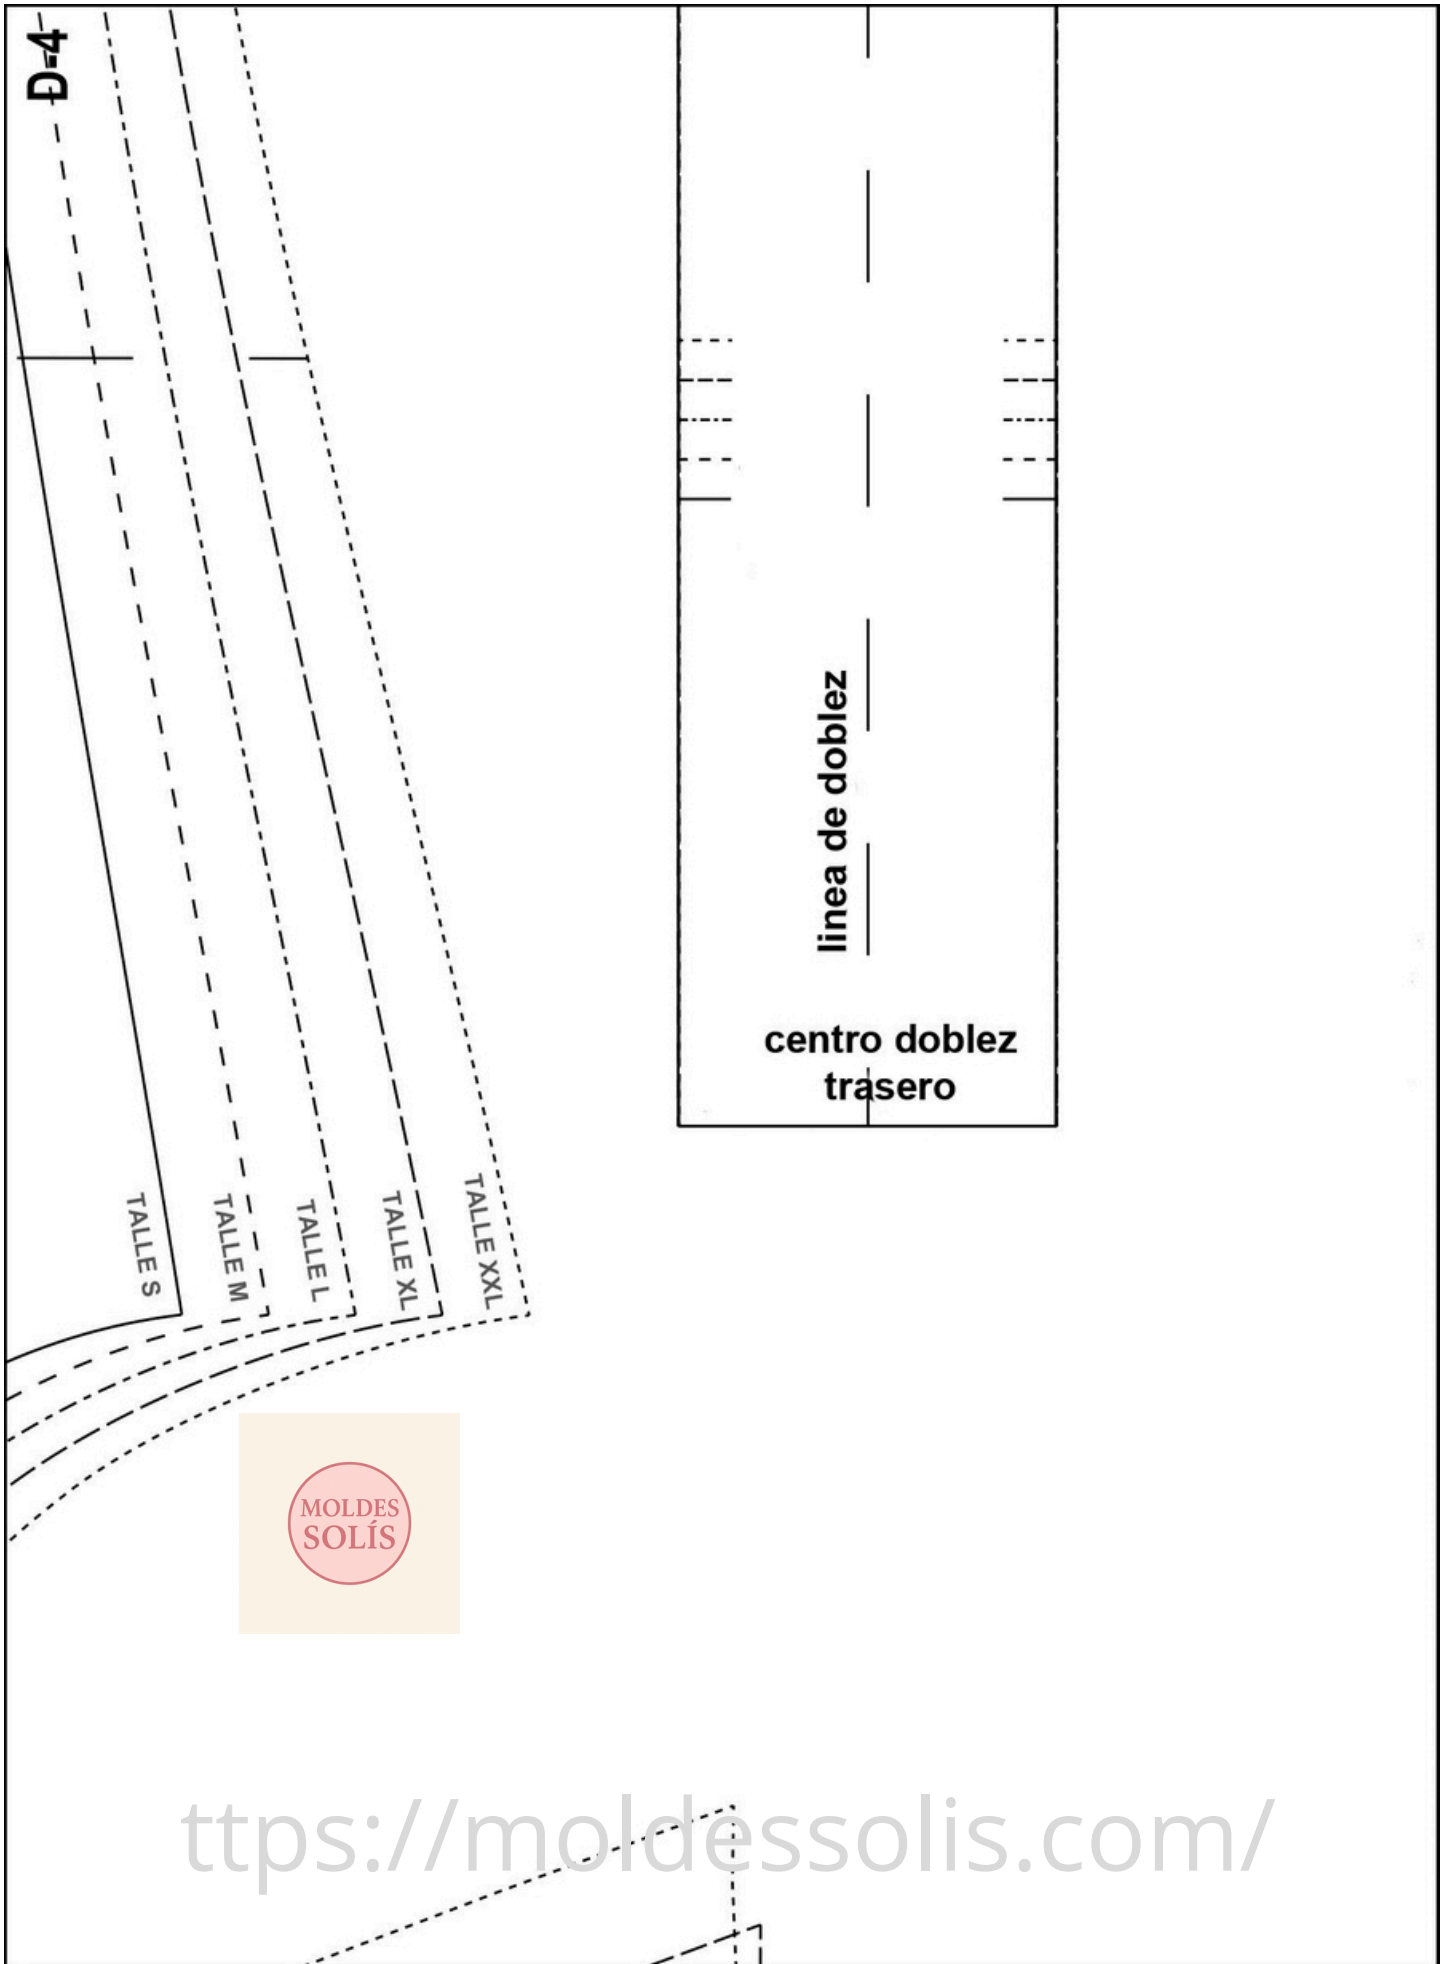 D-4
linea de doblez
centro doblez
trasero
TALLE S
TALLE M
TALLE L
TALLE XL
TALLE XXL
MOLDES
SOLÍS
ttps://moldessolis.com/